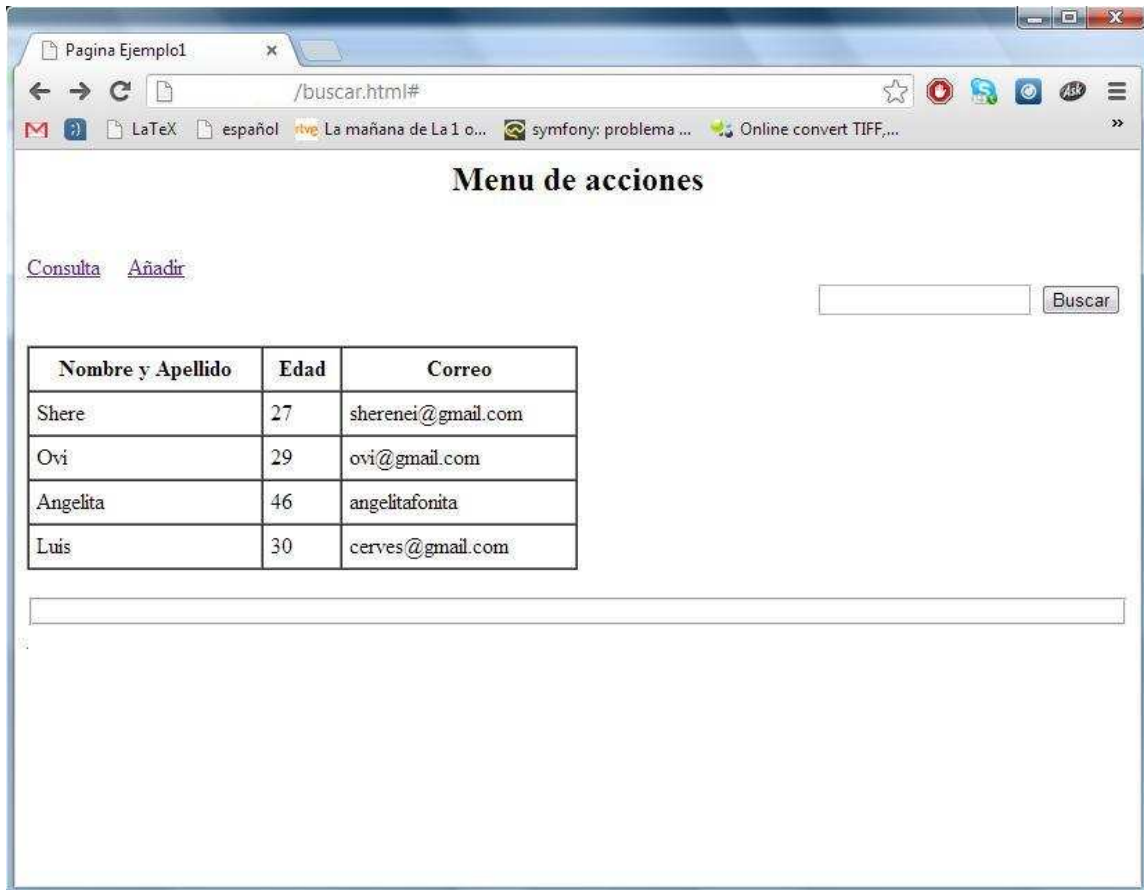 Pagina Ejemplo1
/buscar.html#
Ask
LaTeX español rtve La mañana de La 1 o... symfony: problema ... Online convert TIFF,... »
Menu de acciones
Consulta Añadir
Buscar
Nombre y Apellido Edad Correo
Shere 27 sherenei@gmail.com
Ovi 29 ovi@gmail.com
Angelita 46 angelitafonita
Luis 30 cerves@gmail.com